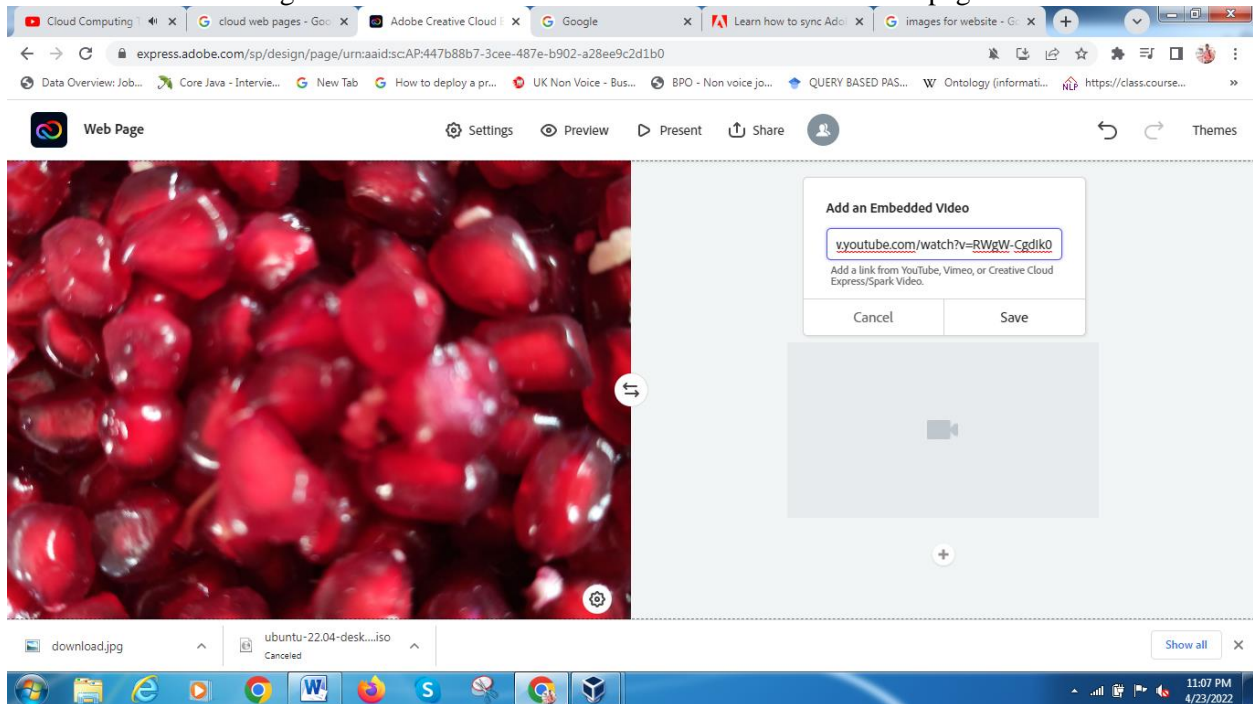 Cloud Computing T
cloud web pages - Goo
Adobe Creative Cloud E
Google
Learn how to sync Adol
images for website - G
express.adobe.com/sp/design/page/urn:aaid:sc:AP:447b88b7-3cee-487e-b902-a28ee9c2d1b0
Data Overview: Job...
Core Java - Intervie...
New Tab
How to deploy a pr...
UK Non Voice - Bus...
BPO - Non voice jo...
QUERY BASED PAS...
Ontology (informati...
https://class.course...
Web Page
Settings
Preview
Present
Share
Themes
Add an Embedded Video
v.youtube.com/watch?v=RWgW-CgdIk0
Add a link from YouTube, Vimeo, or Creative Cloud
Express/Spark Video.
Cancel
Save
download.jpg
ubuntu-22.04-desk....iso
Canceled
Show all
11:07 PM
4/23/2022